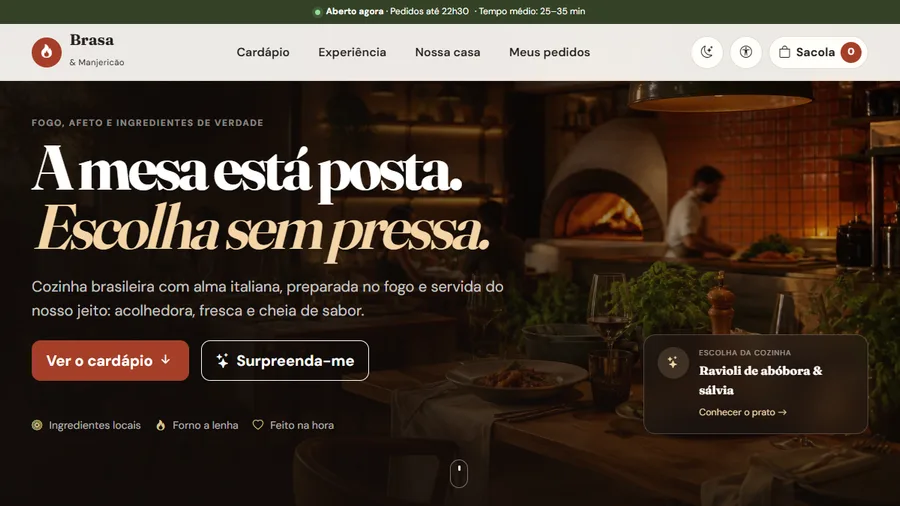 Aberto agora · Pedidos até 22h30 · Tempo médio: 25–35 min
Brasa
& Manjericão
Cardápio
Experiência
Nossa casa
Meus pedidos
Sacola 0
FOGO, AFETO E INGREDIENTES DE VERDADE
A mesa está posta.
Escolha sem pressa.
Cozinha brasileira com alma italiana, preparada no fogo e servida do
nosso jeito: acolhedora, fresca e cheia de sabor.
Ver o cardápio ↓
Surpreenda-me
ESCOLHA DA COZINHA
Ravioli de abóbora &
sálvia
Conhecer o prato →
Ingredientes locais
Forno a lenha
Feito na hora